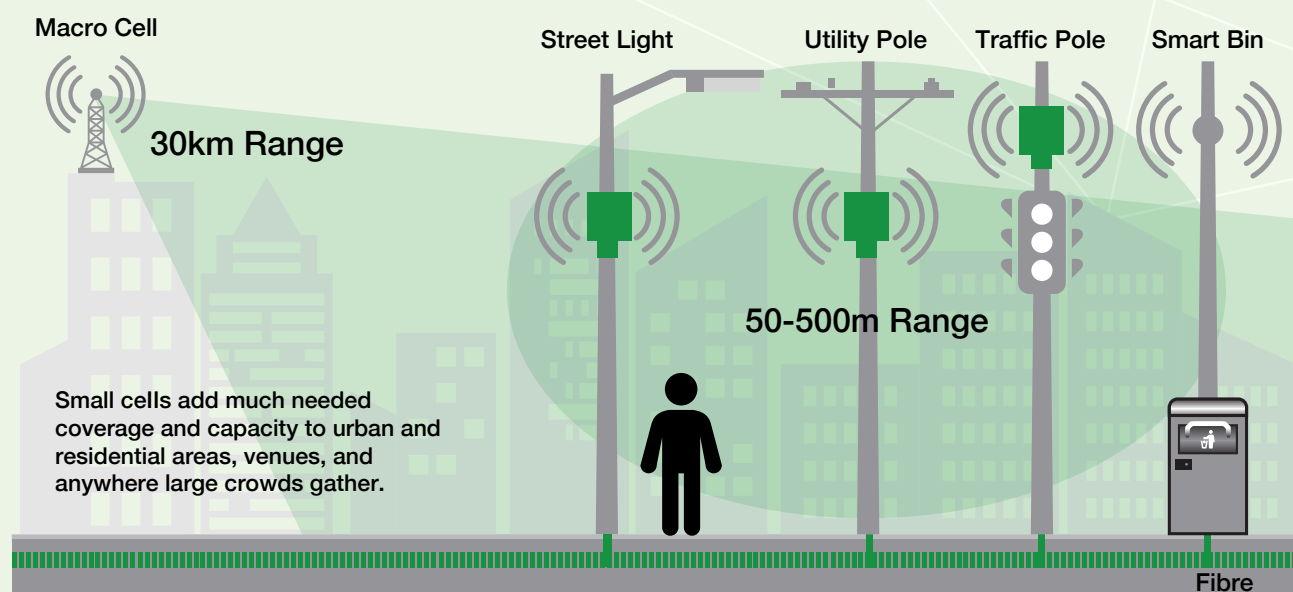 Macro Cell
Street Light
Utility Pole
Traffic Pole
Smart Bin
30km Range
50-500m Range
Small cells add much needed
coverage and capacity to urban and
residential areas, venues, and
anywhere large crowds gather.
Fibre